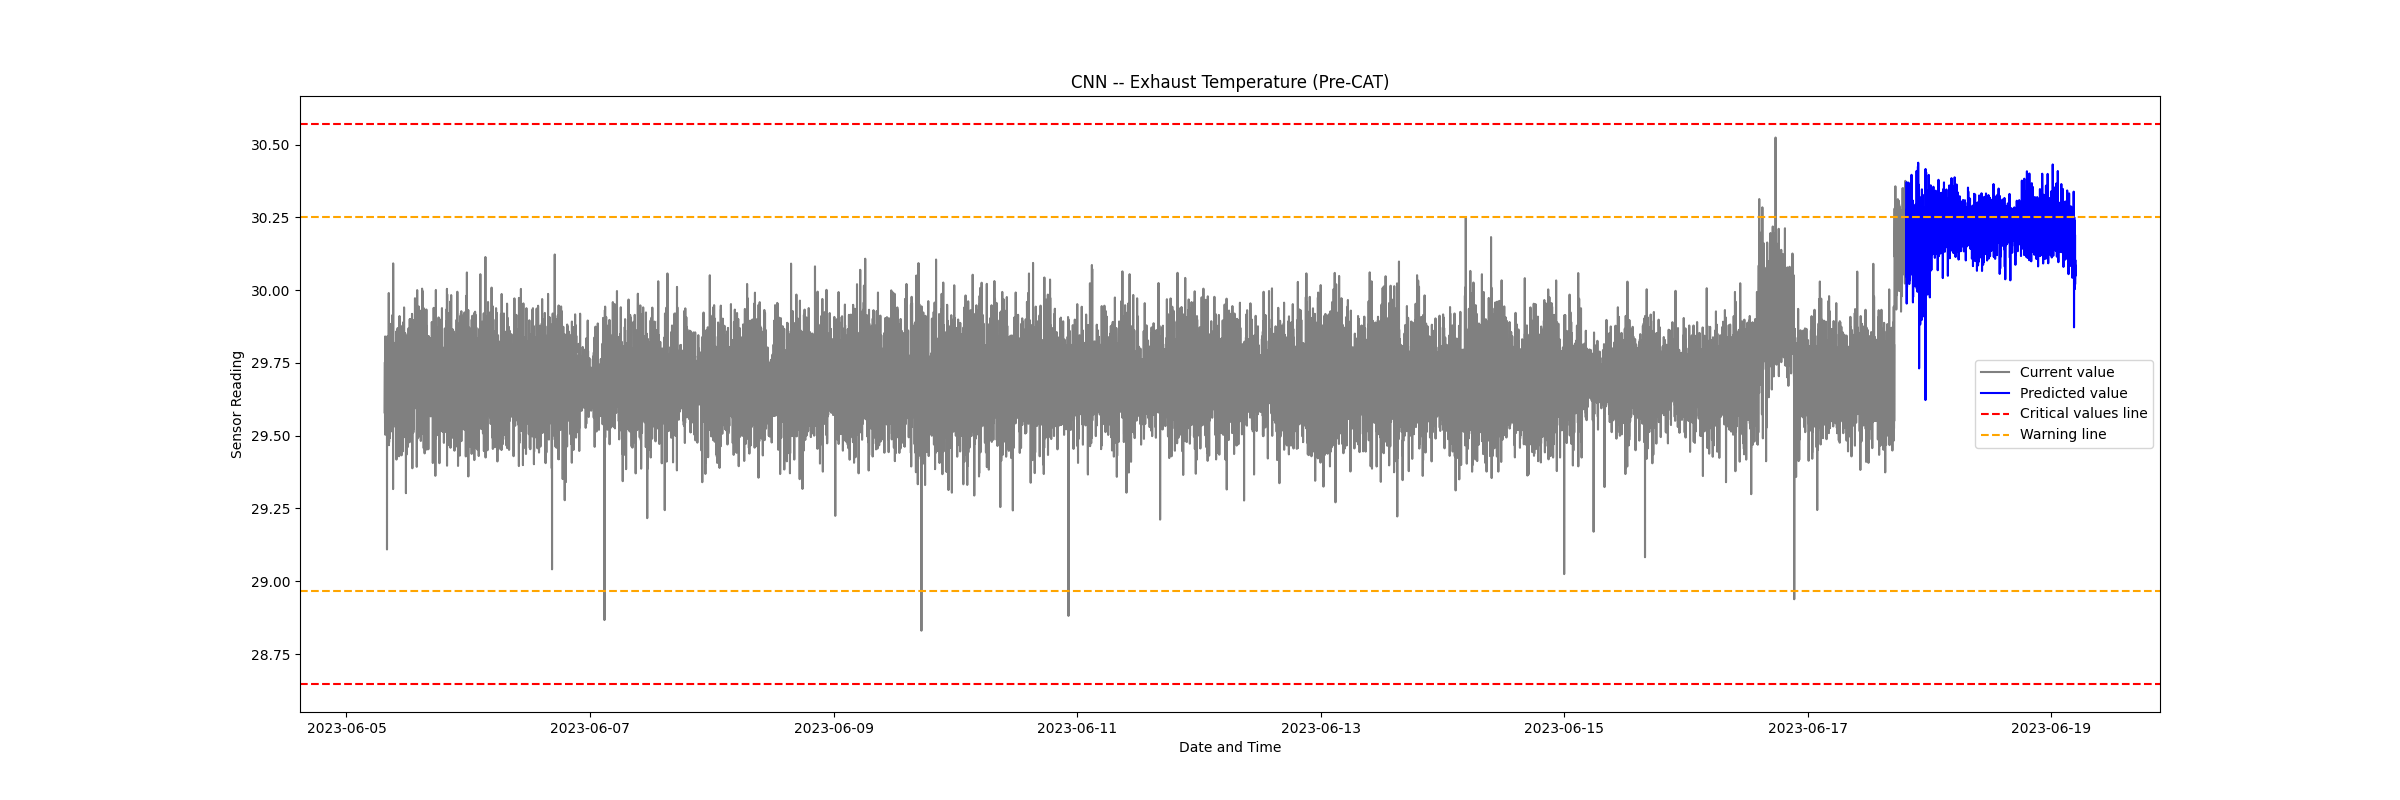 CNN -- Exhaust Temperature (Pre-CAT)
30.50
30.25
30.00
29.75
29.50
29.25
29.00
28.75
Sensor Reading
Current value
Predicted value
Critical values line
Warning line
2023-06-05
2023-06-07
2023-06-09
2023-06-11
2023-06-13
2023-06-15
2023-06-17
2023-06-19
Date and Time